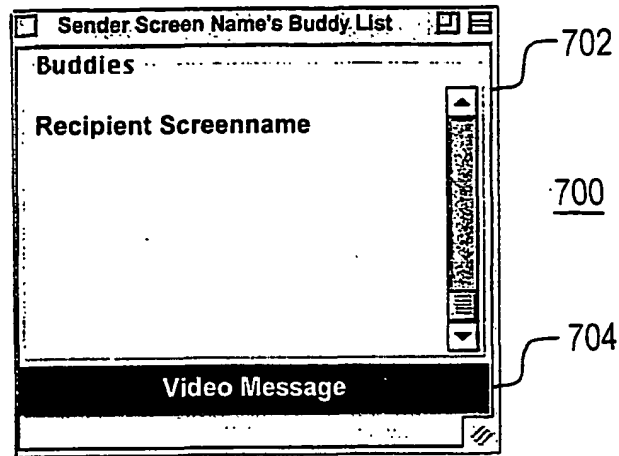 Sender Screen Name's Buddy List
702
Buddies
Recipient Screenname
700
704
Video Message